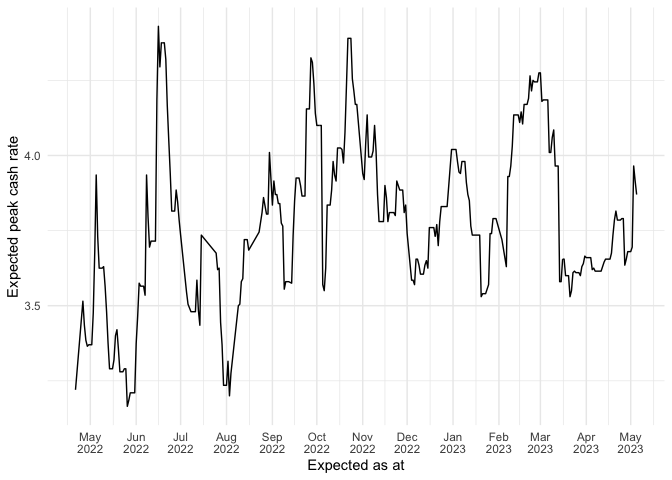 Expected peak cash rate
4.0
3.5
May Jun Jul Aug Sep Oct Nov Dec Jan Feb Mar Apr May
2022 2022 2022 2022 2022 2022 2022 2022 2023 2023 2023 2023 2023
Expected as at